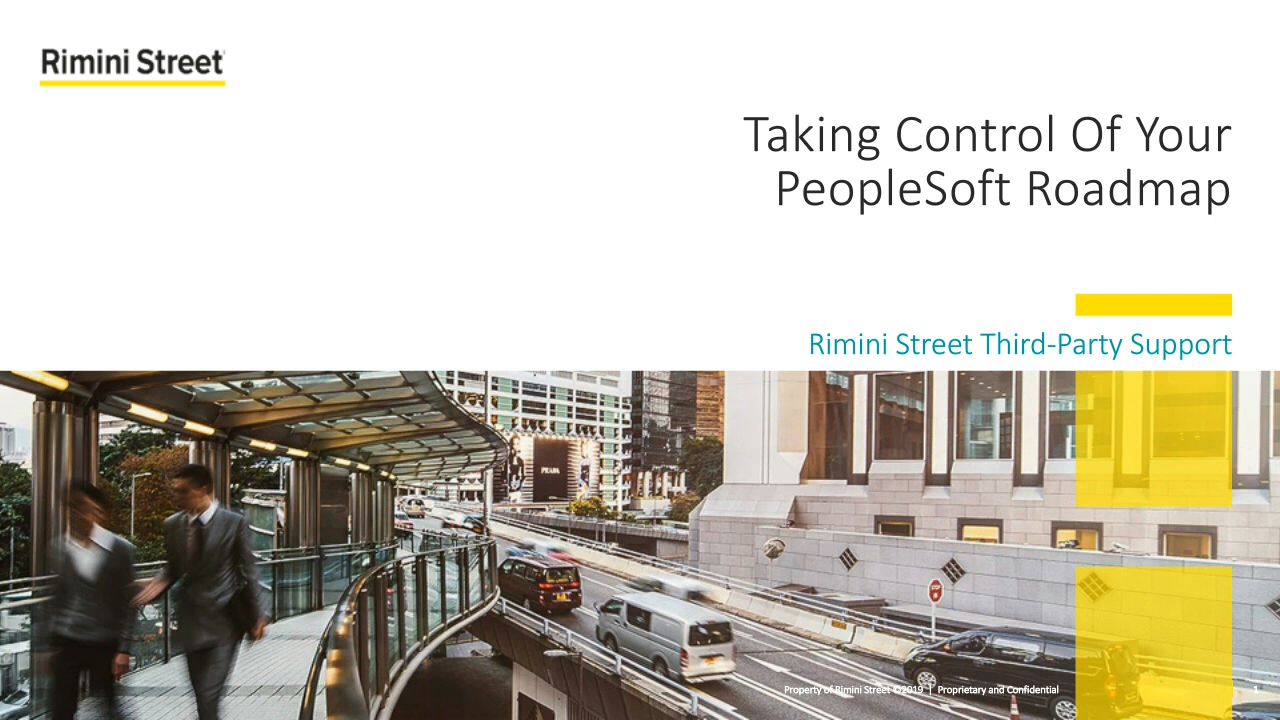 Rimini Street
Taking Control Of Your
PeopleSoft Roadmap
Rimini Street Third-Party Support
PRADA
Property of Rimini Street ©2019 | Proprietary and Confidential
1